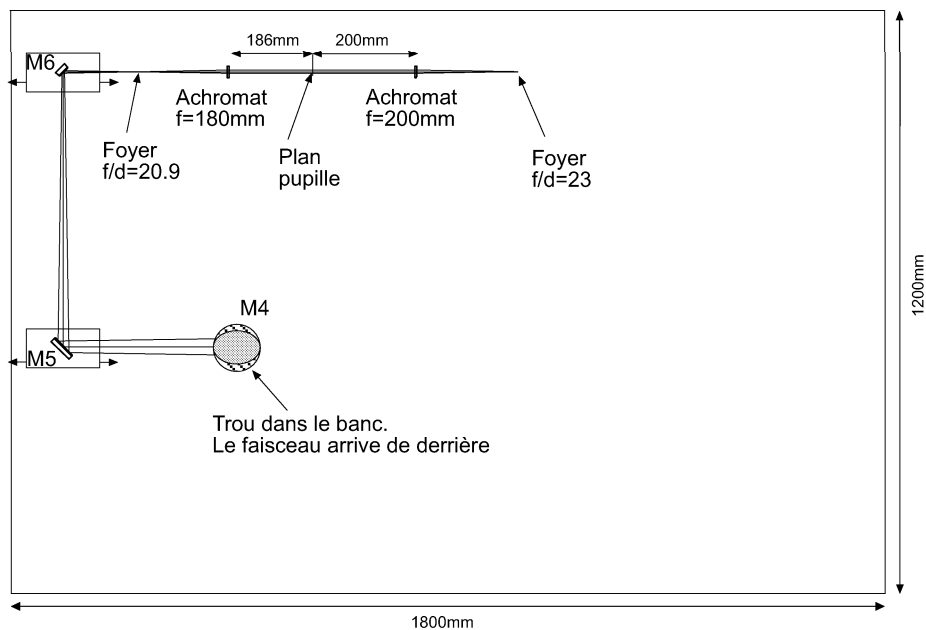 186mm
200mm
M6
Achromat
f=180mm
Achromat
f=200mm
Foyer
f/d=20.9
Plan
pupille
Foyer
f/d=23
1200mm
M4
M5
Trou dans le banc.
Le faisceau arrive de derrière
1800mm